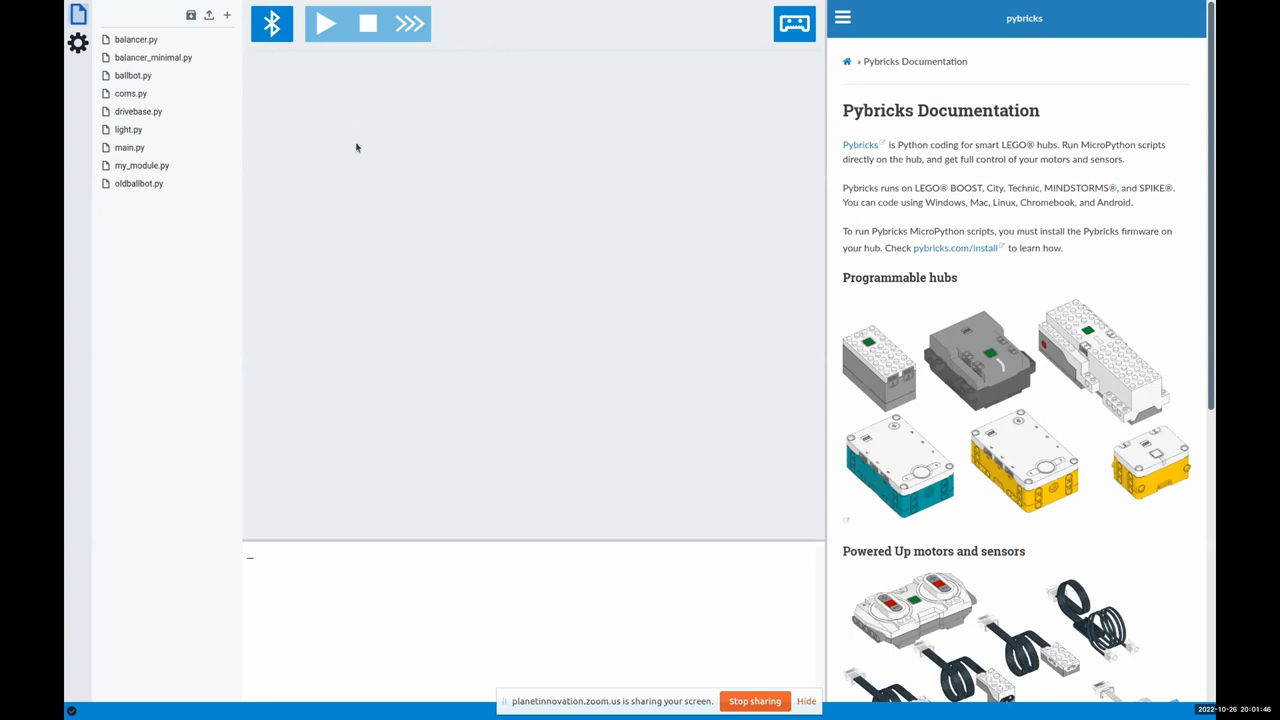 balancer.py
balancer_minimal.py
ballbot.py
coms.py
drivebase.py
light.py
main.py
my_module.py
oldballbot.py
pybricks
» Pybricks Documentation
Pybricks Documentation
Pybricks is Python coding for smart LEGO® hubs. Run MicroPython scripts
directly on the hub, and get full control of your motors and sensors.
Pybricks runs on LEGO® BOOST, City, Technic, MINDSTORMS®, and SPIKE®.
You can code using Windows, Mac, Linux, Chromebook, and Android.
To run Pybricks MicroPython scripts, you must install the Pybricks firmware on
your hub. Check pybricks.com/install to learn how.
Programmable hubs
Powered Up motors and sensors
planetinnovation.zoom.us is sharing your screen. Stop sharing Hide
2022-10-26 20:01:46